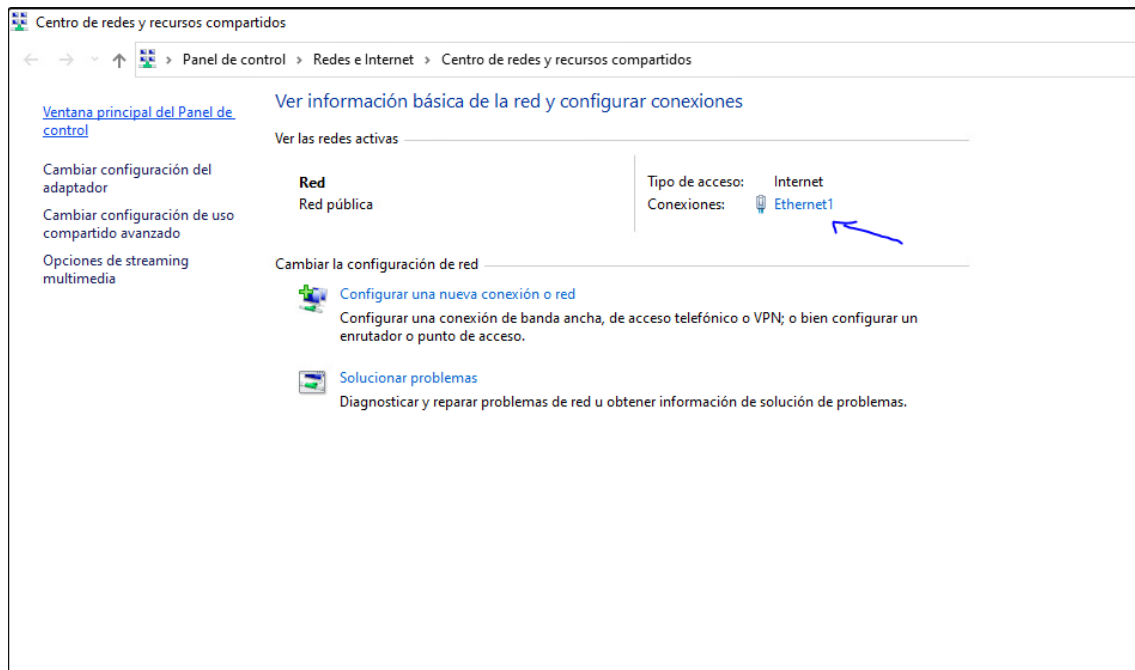 Centro de redes y recursos compartidos
Panel de control > Redes e Internet > Centro de redes y recursos compartidos
Ventana principal del Panel de
control
Cambiar configuración del
adaptador
Cambiar configuración de uso
compartido avanzado
Opciones de streaming
multimedia
Ver información básica de la red y configurar conexiones
Ver las redes activas
Red
Red pública
Tipo de acceso: Internet
Conexiones: Ethernet1
Cambiar la configuración de red
Configurar una nueva conexión o red
Configurar una conexión de banda ancha, de acceso telefónico o VPN; o bien configurar un
enrutador o punto de acceso.
Solucionar problemas
Diagnosticar y reparar problemas de red u obtener información de solución de problemas.